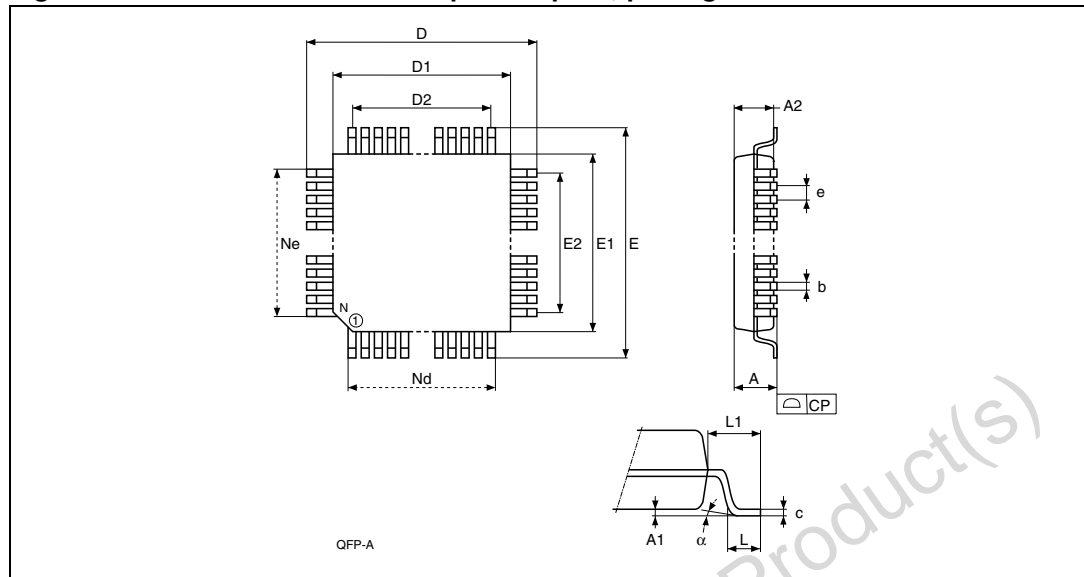 D
D1
D2
A2
e
Ne
E2 E1 E
b
N
1
Nd
A
CP
L1
c
A1 α L
QFP-A
Product(s)